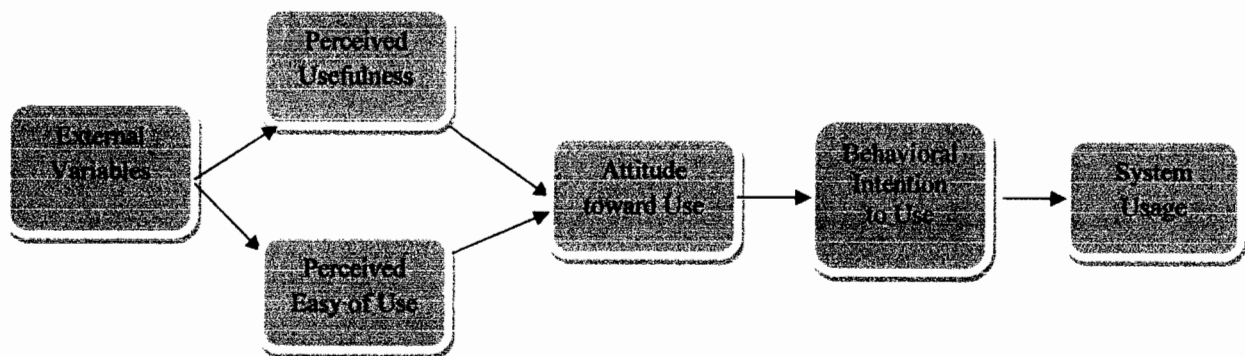 External
Variables
Perceived
Usefulness
Perceived
Easy of Use
Attitude
toward Use
Behavioral
Intention
to Use
System
Usage